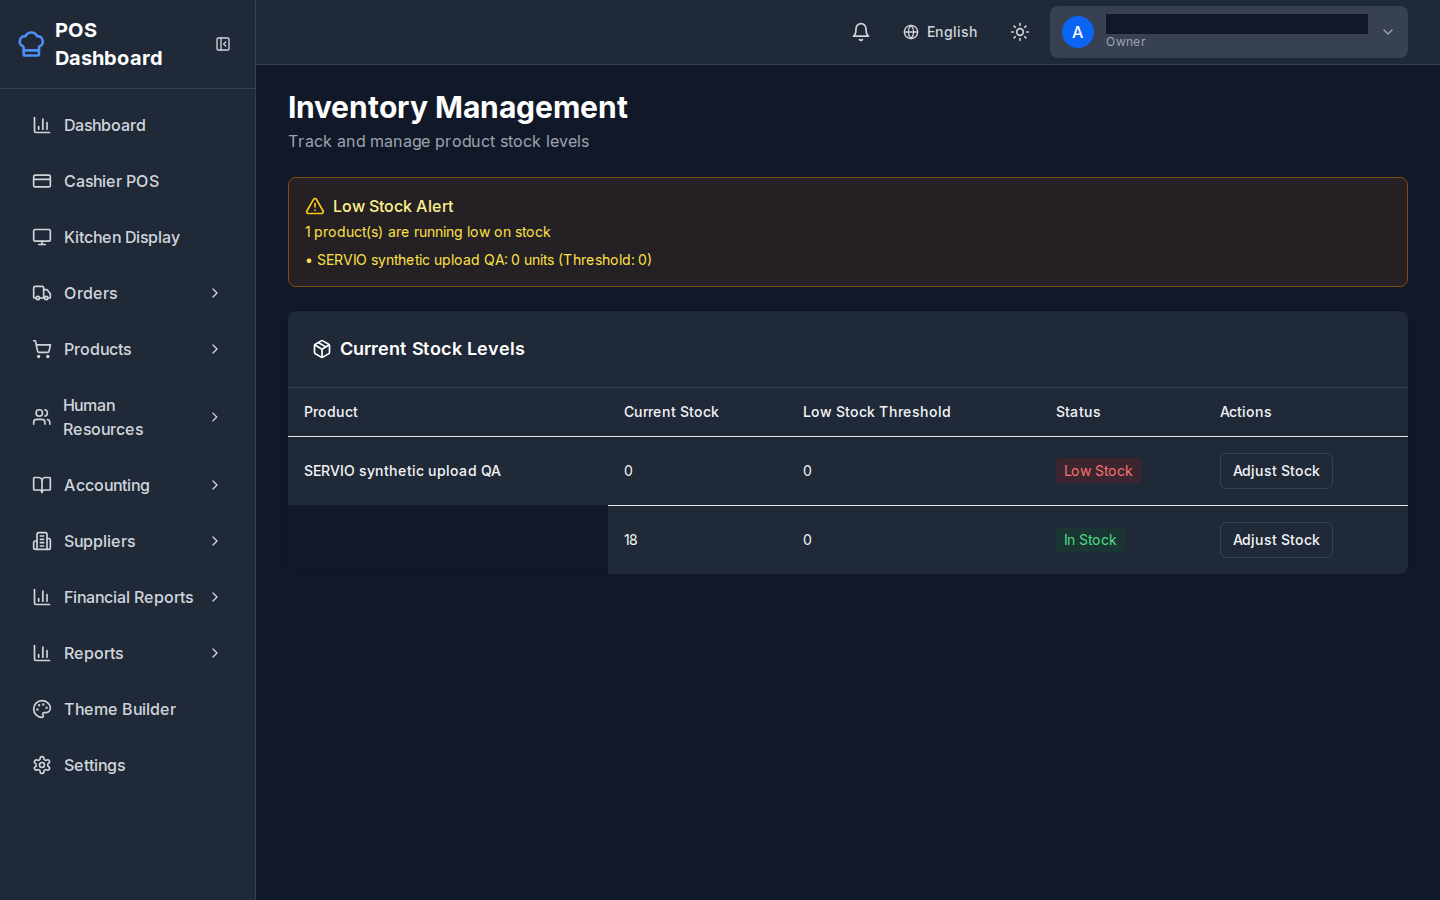 POS
Dashboard
English
A
Owner
Dashboard
Cashier POS
Kitchen Display
Orders
Products
Human
Resources
Accounting
Suppliers
Financial Reports
Reports
Theme Builder
Settings
Inventory Management
Track and manage product stock levels
Low Stock Alert
1 product(s) are running low on stock
• SERVIO synthetic upload QA: 0 units (Threshold: 0)
Current Stock Levels
Product Current Stock Low Stock Threshold Status Actions
SERVIO synthetic upload QA 0 0 Low Stock Adjust Stock
18 0 In Stock Adjust Stock